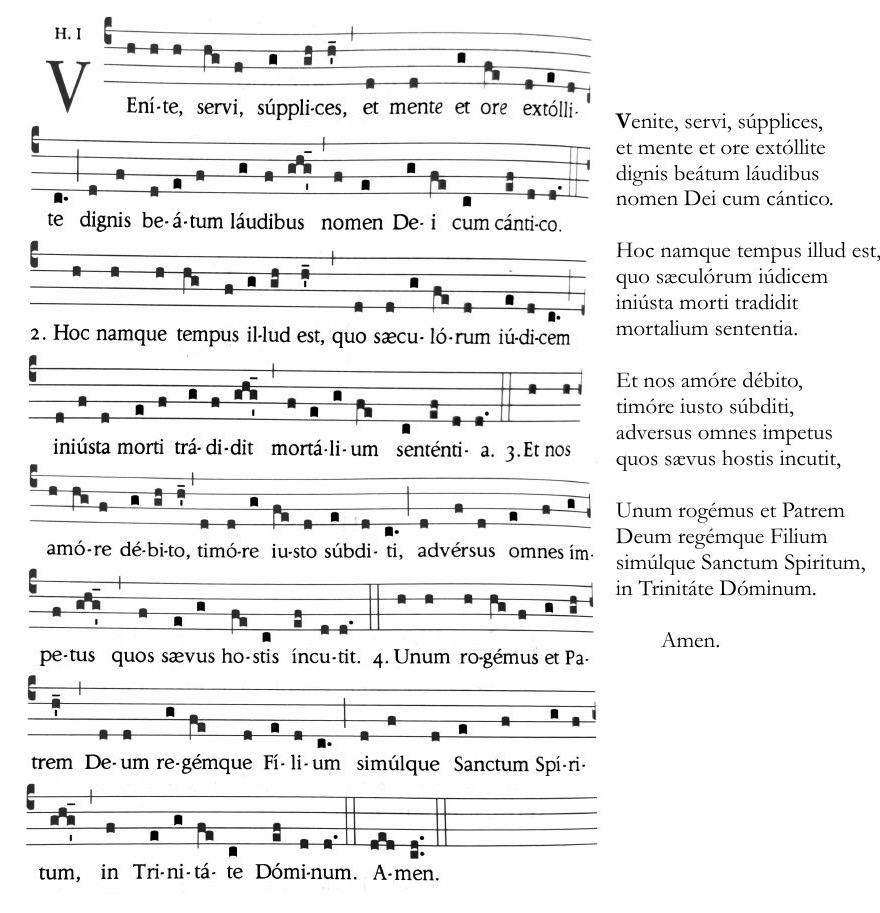 H. I
VEní-te, servi, súppli-ces, et mente et ore extólli-
te dignis be-á-tum láudibus nomen De-i cum cánti-co.
2. Hoc namque tempus il-lud est, quo sæcu-ló-rum iú-di-cem
iniústa morti trá-di-dit mortá-li-um senténti-a. 3. Et nos
amó-re dé-bi-to, timó-re iu-sto súbdi-ti, advérsus omnes ím-
pe-tus quos sævus ho-stis íncu-tit. 4. Unum ro-gémus et Pa-
trem De-um re-gémque Fí-li-um simúlque Sanctum Spí-ri-
tum, in Tri-ni-tá-te Dómi-num. A-men.
Venite, servi, súpplices,
et mente et ore extóllite
dignis beátum láudibus
nomen Dei cum cántico.
Hoc namque tempus illud est,
quo sæculórum iúdicem
iniústa morti tradidit
mortalium sententia.
Et nos amóre débito,
timóre iusto súbditi,
adversus omnes impetus
quos sævus hostis incutit,
Unum rogémus et Patrem
Deum regémque Filium
simúlque Sanctum Spiritum,
in Trinitáte Dóminum.
Amen.